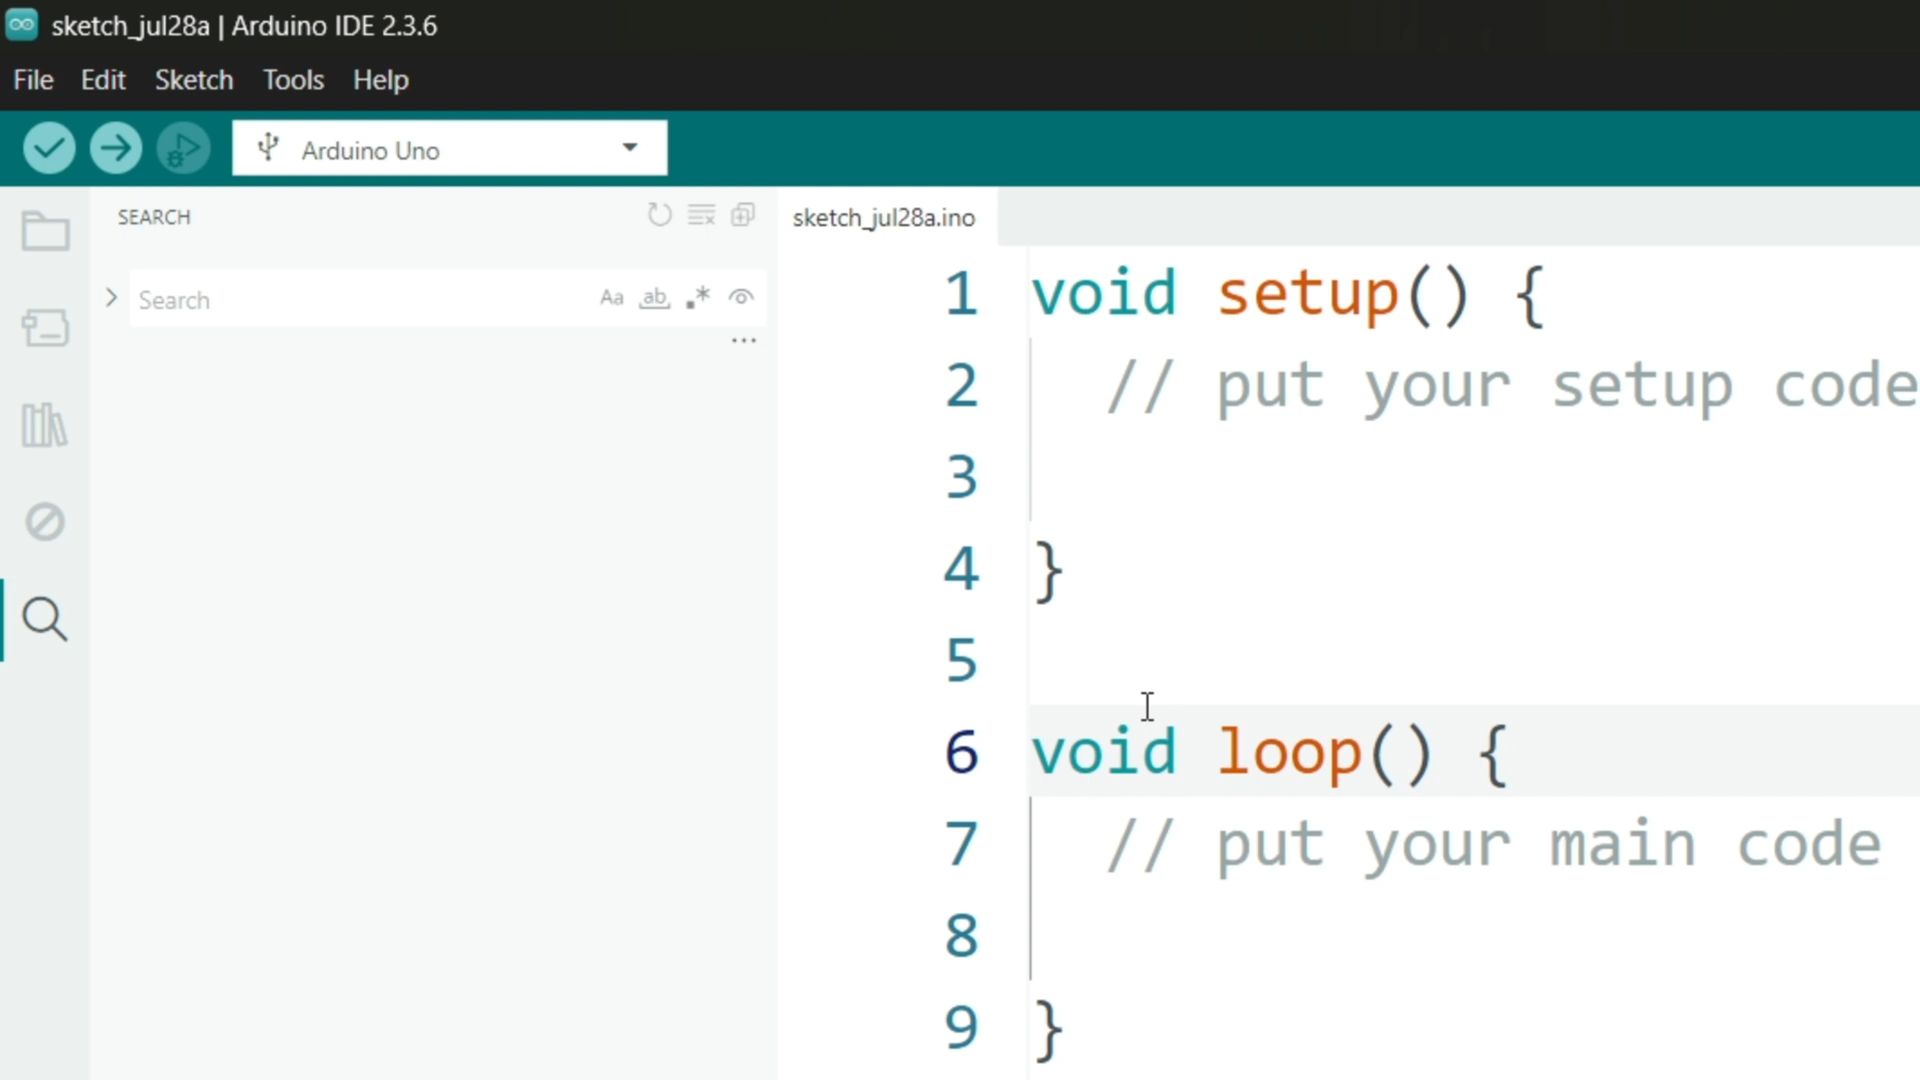 sketch_jul28a | Arduino IDE 2.3.6
File Edit Sketch Tools Help
Arduino Uno
SEARCH
Search Aa ab .*
...
sketch_jul28a.ino
1 void setup() {
2 // put your setup code
3
4 }
5
6 void loop() {
7 // put your main code
8
9 }